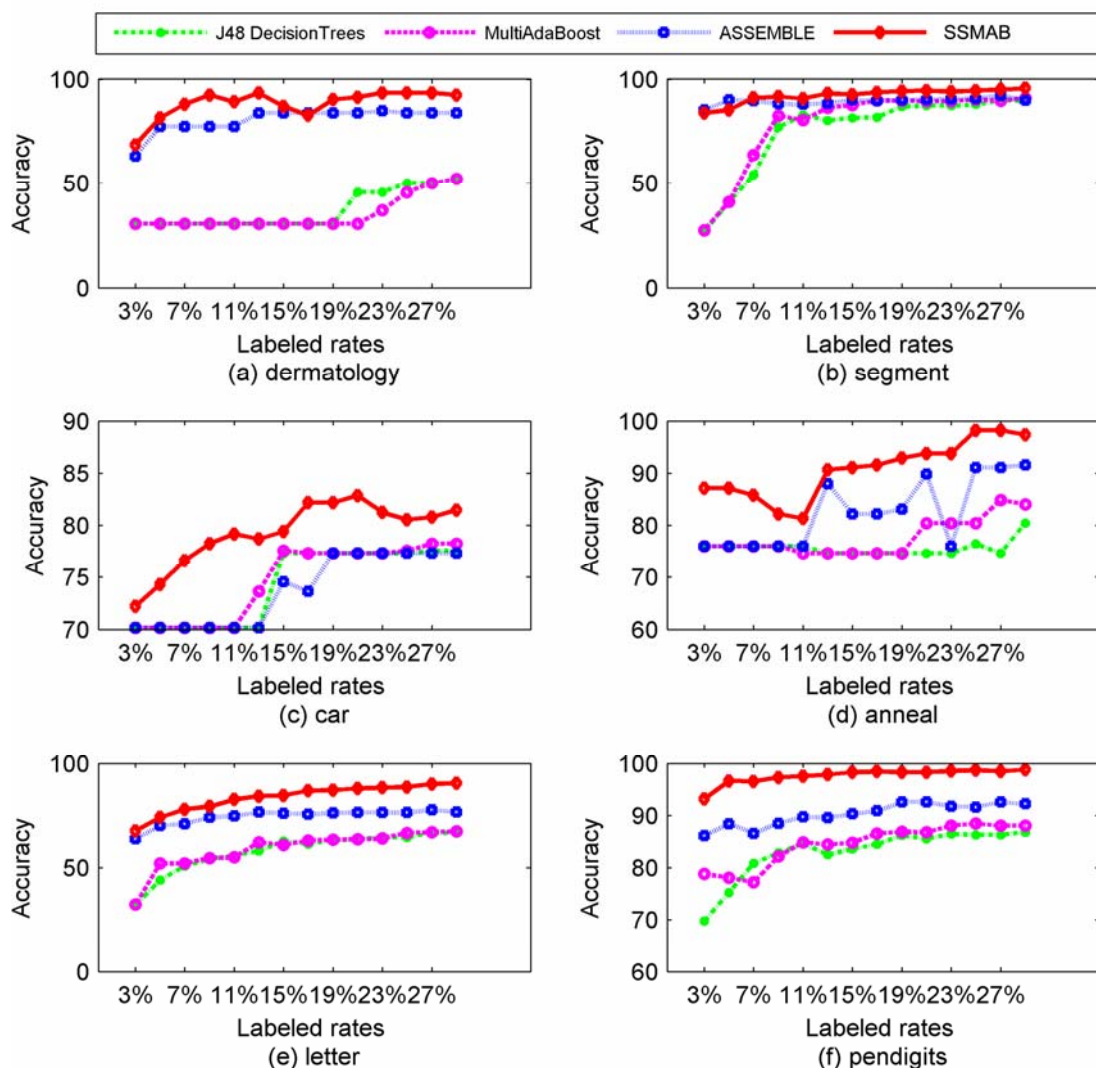 J48 DecisionTrees MultiAdaBoost ASSEMBLE SSMAB
100
50
0
Accuracy
3% 7% 11% 15% 19% 23% 27%
Labeled rates
(a) dermatology
100
50
0
Accuracy
3% 7% 11% 15% 19% 23% 27%
Labeled rates
(b) segment
90
85
80
75
70
Accuracy
3% 7% 11% 15% 19% 23% 27%
Labeled rates
(c) car
100
90
80
70
60
Accuracy
3% 7% 11% 15% 19% 23% 27%
Labeled rates
(d) anneal
100
50
0
Accuracy
3% 7% 11% 15% 19% 23% 27%
Labeled rates
(e) letter
100
90
80
70
60
Accuracy
3% 7% 11% 15% 19% 23% 27%
Labeled rates
(f) pendigits